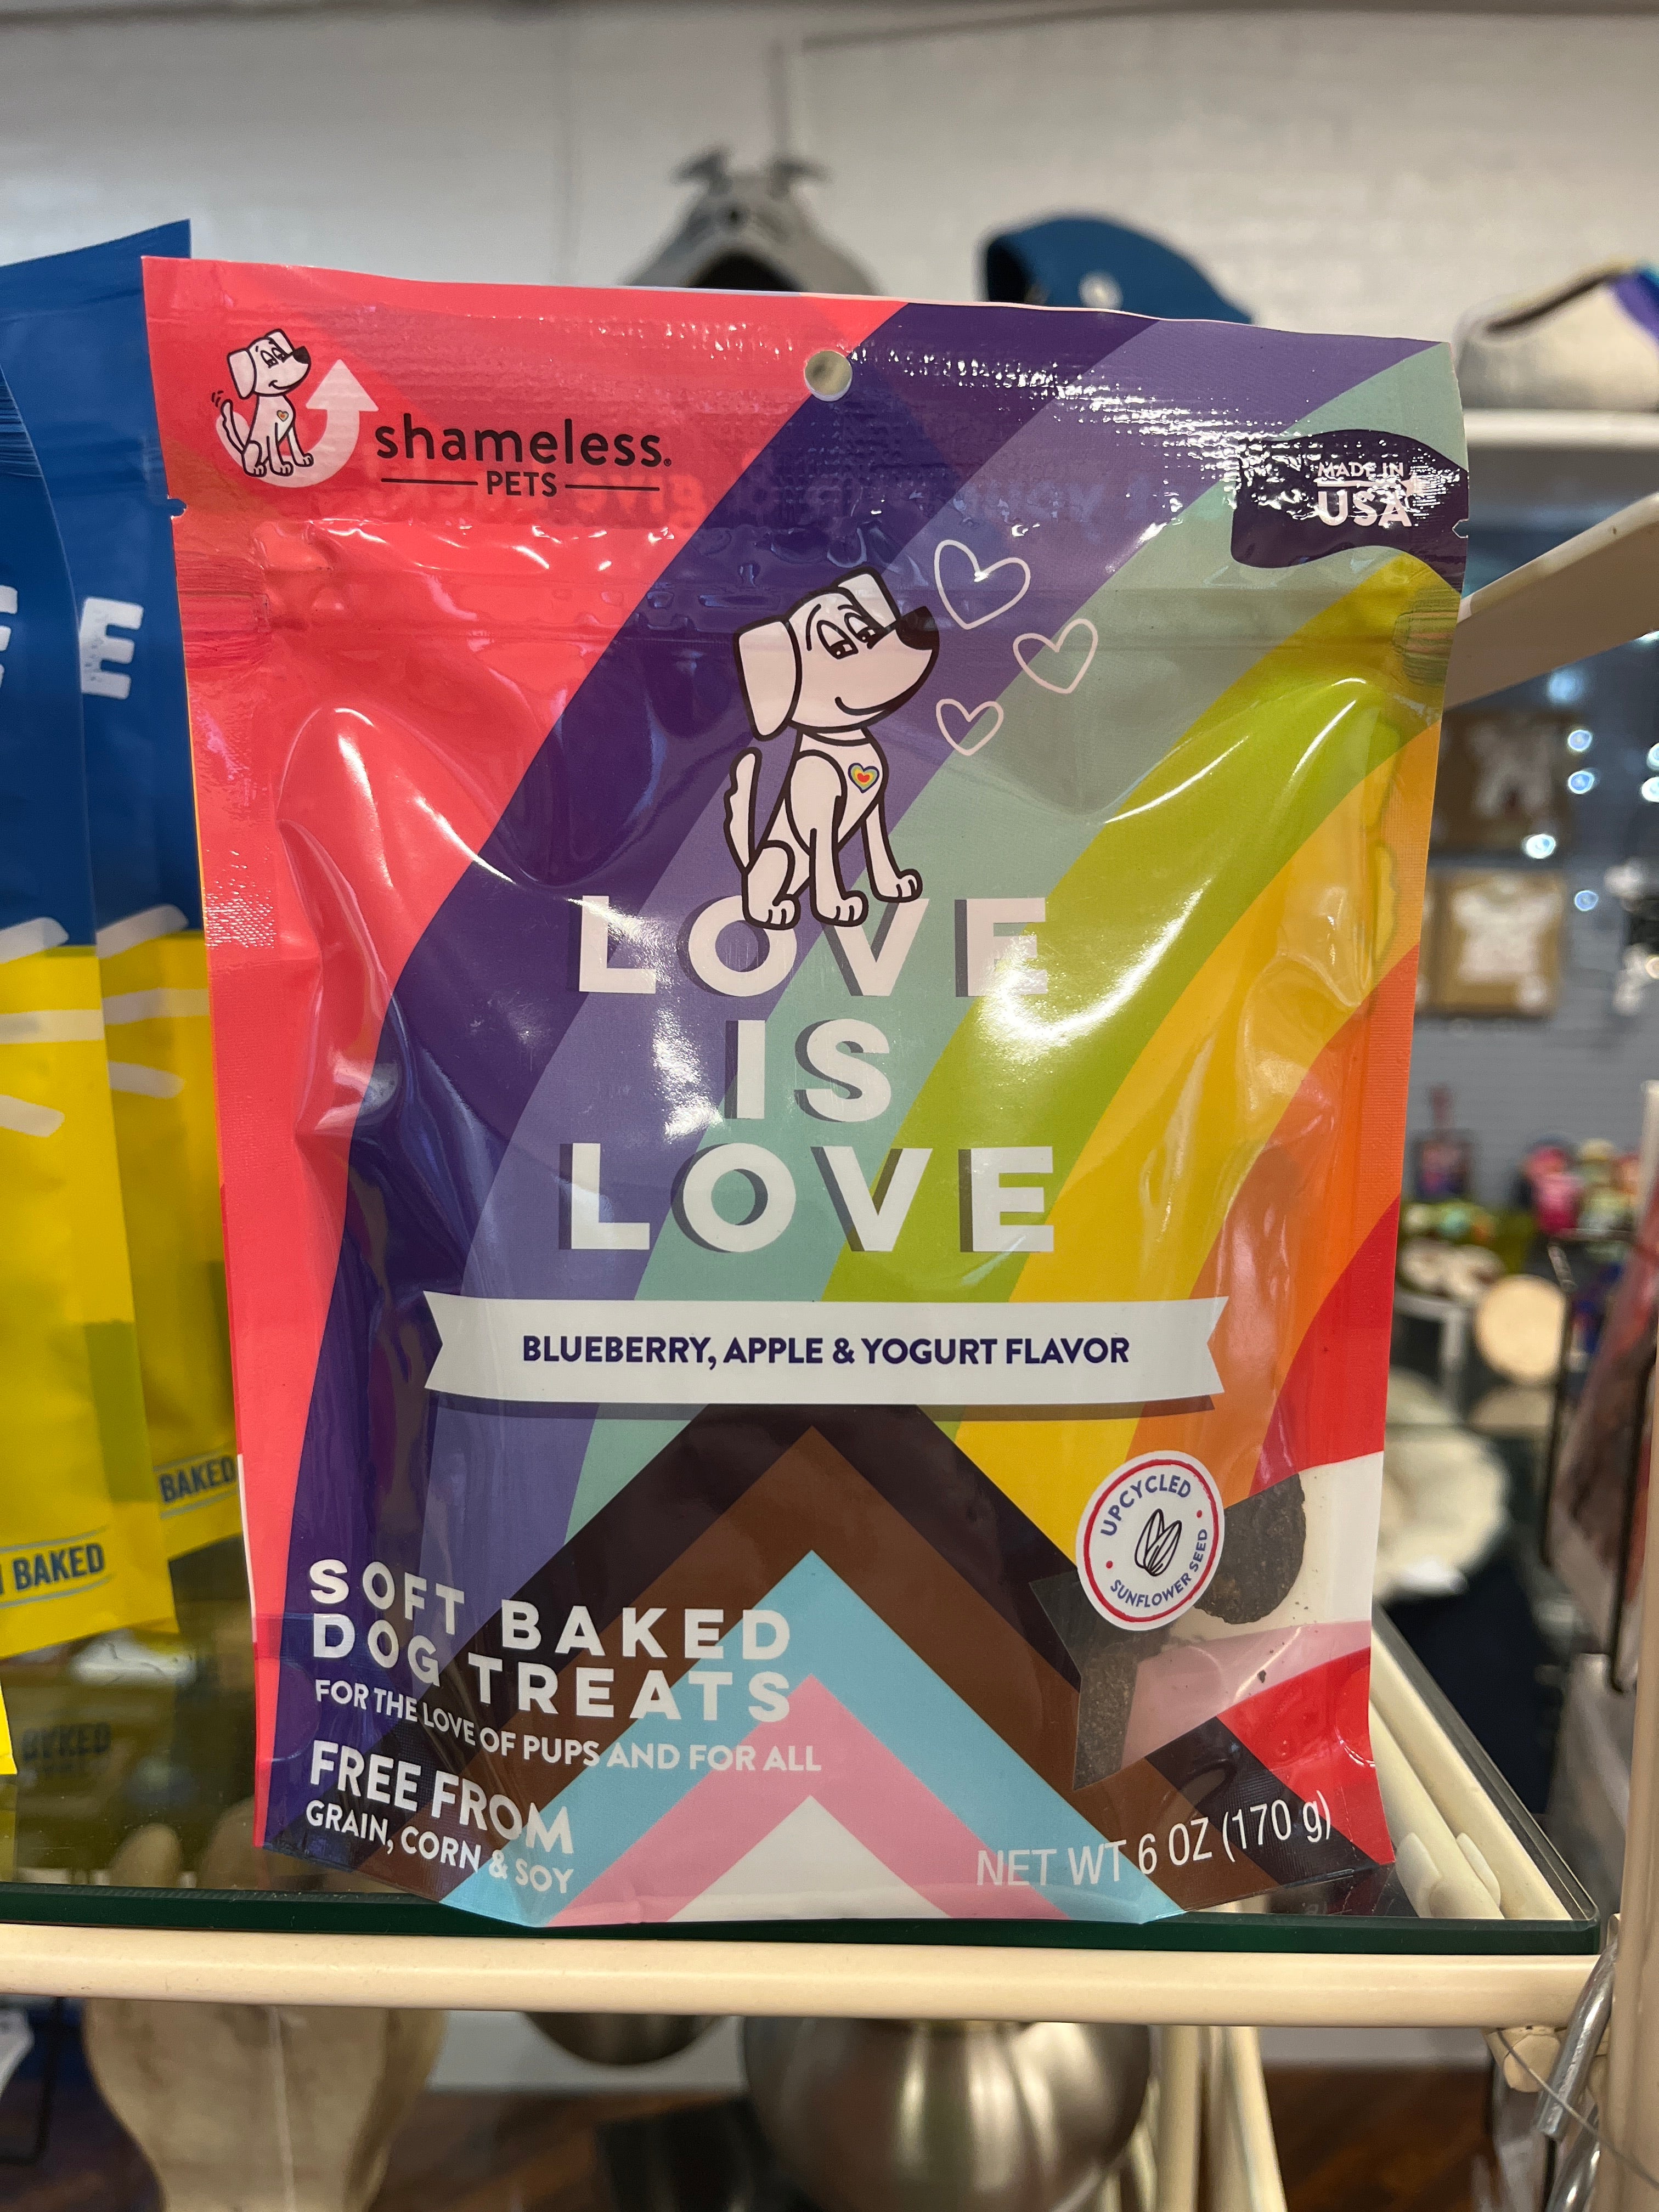 shameless
PETS
MADE IN
USA
LOVE
IS
LOVE
BLUEBERRY, APPLE & YOGURT FLAVOR
UPCYCLED
SUNFLOWER SEED
SOFT BAKED
DOG TREATS
FOR THE LOVE OF PUPS AND FOR ALL
FREE FROM
GRAIN, CORN & SOY
NET WT 6 OZ (170 g)
E
BAKED
BAKED